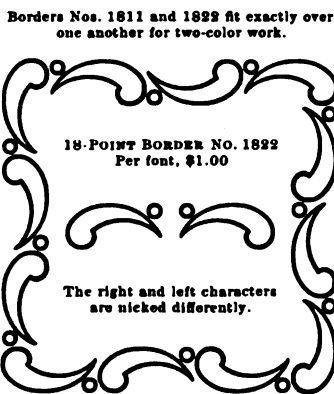 Borders Nos. 1811 and 1822 fit exactly over
one another for two-color work.
18-Point Border No. 1822
Per font, $1.00
The right and left characters
are nicked differently.